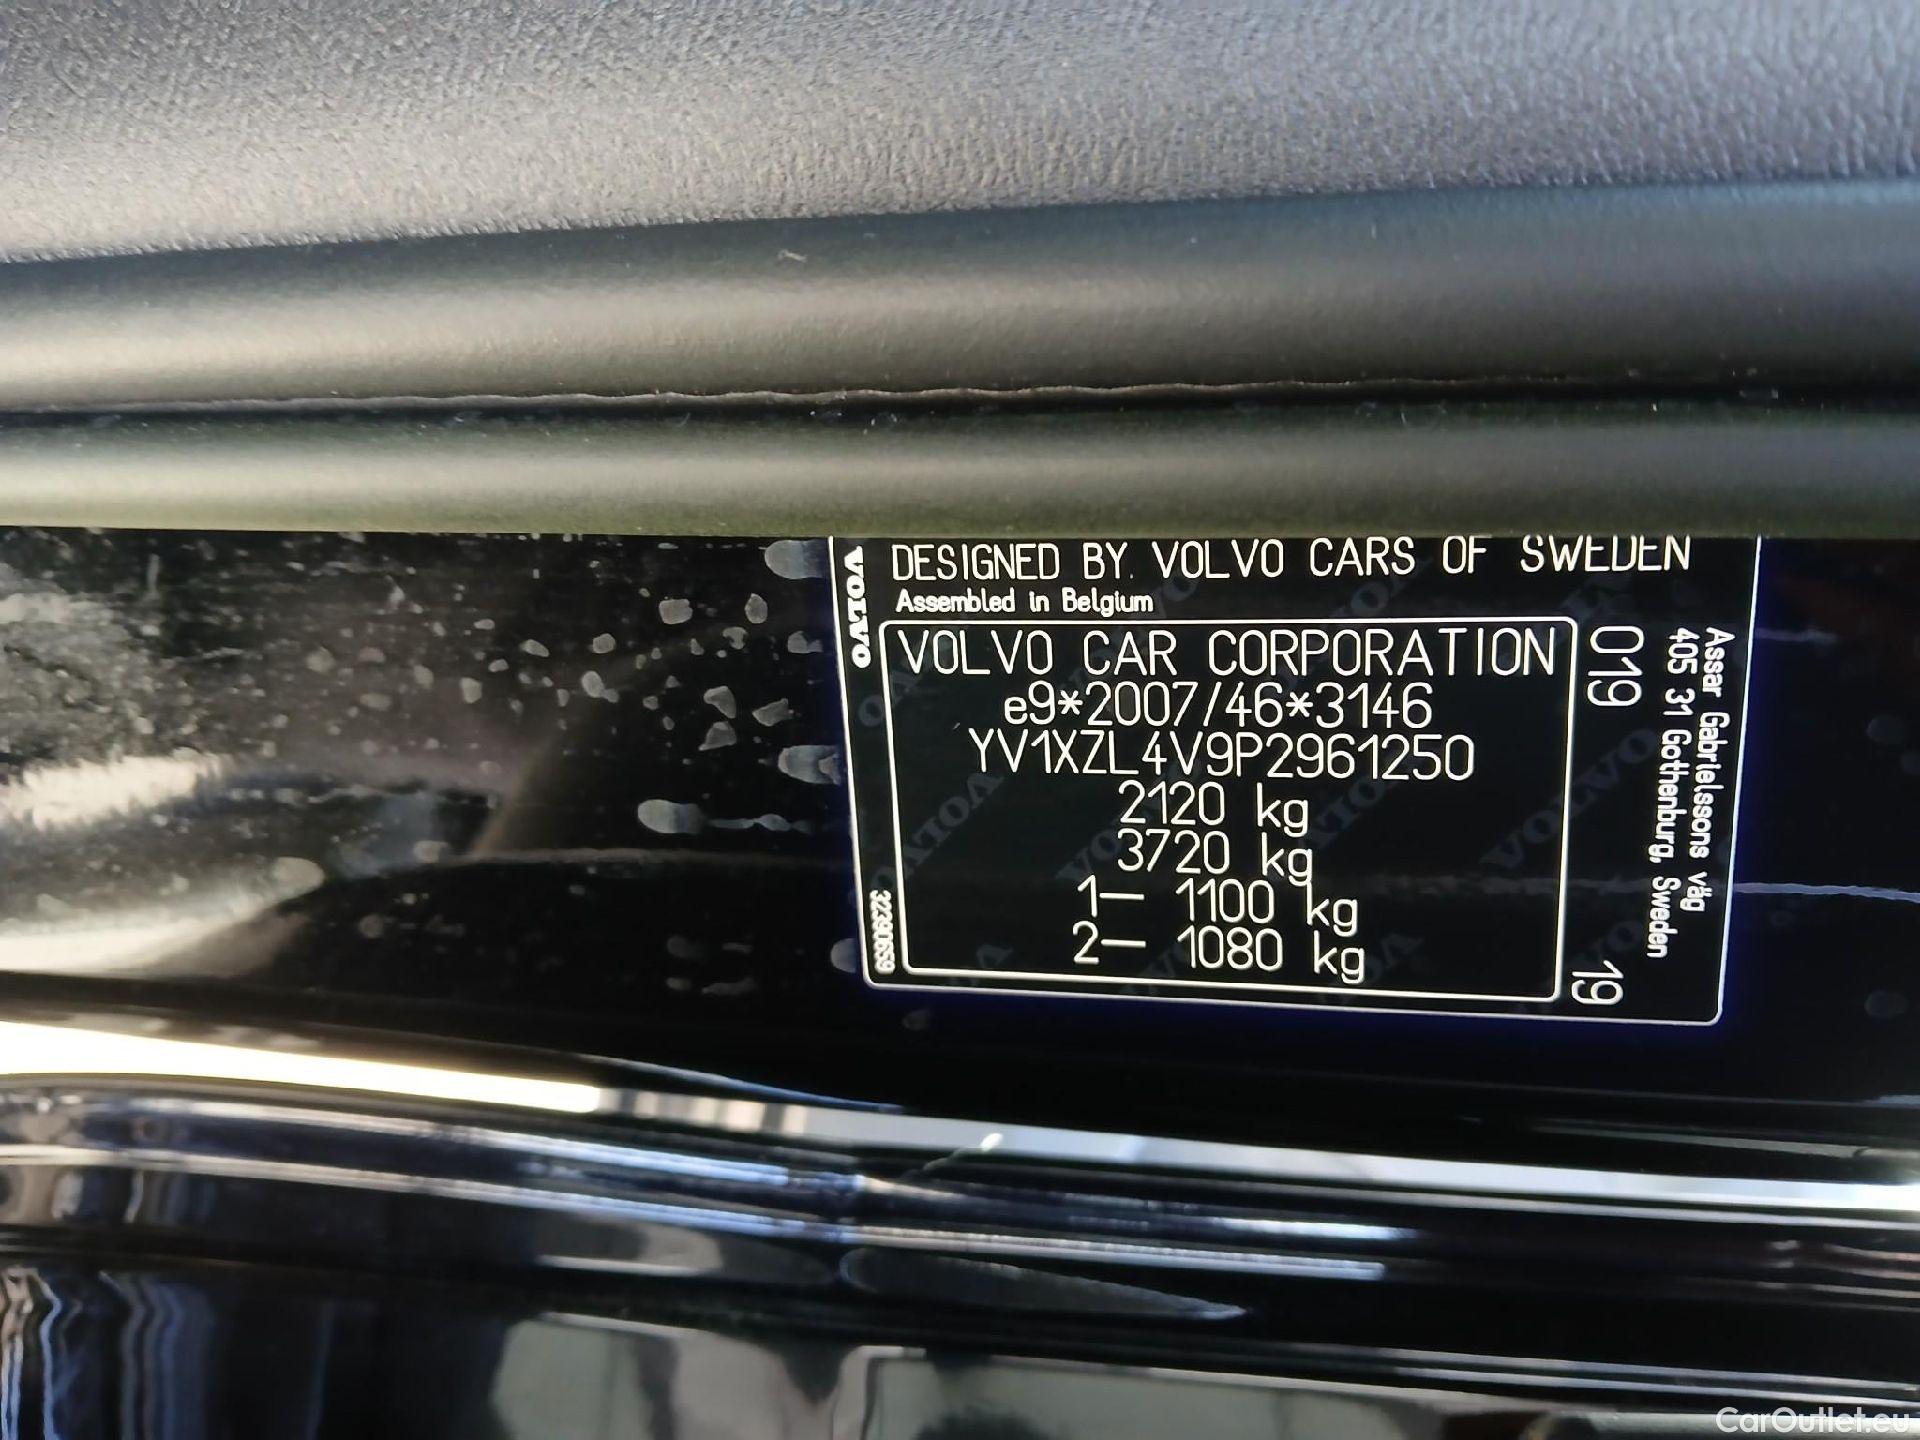 DESIGNED BY VOLVO CARS OF SWEDEN
Assembled in Belgium
VOLVO
VOLVO CAR CORPORATION
e9*2007/46*3146
YV1XZL4V9P2961250
2120 kg
3720 kg
1— 1100 kg
2— 1080 kg
32390659
019
19
Assar Gabrielssons väg
405 31 Gothenburg, Sweden
CarOutlet.eu